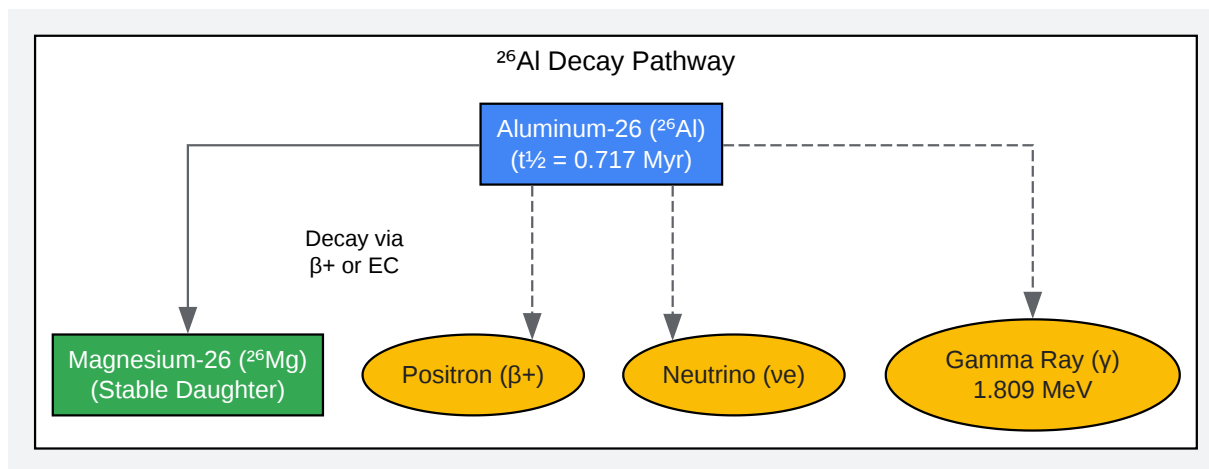 ²⁶Al Decay Pathway
Aluminum-26 (²⁶Al)
(t½ = 0.717 Myr)
Decay via
β+ or EC
Magnesium-26 (²⁶Mg)
(Stable Daughter)
Positron (β+)
Neutrino (νe)
Gamma Ray (γ)
1.809 MeV